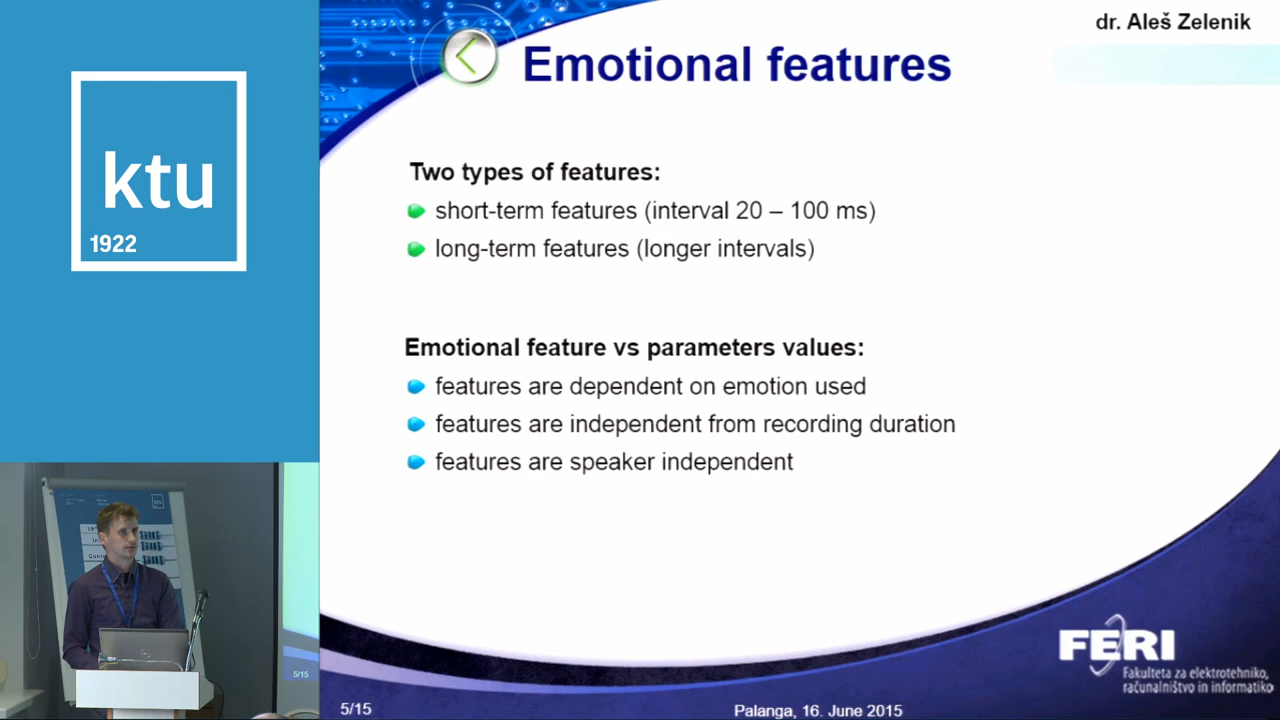 dr. Aleš Zelenik
Emotional features
ktu
1922
Two types of features:
short-term features (interval 20 – 100 ms)
long-term features (longer intervals)
Emotional feature vs parameters values:
features are dependent on emotion used
features are independent from recording duration
features are speaker independent
FERI
Fakulteta za elektrotehniko,
računalništvo in informatiko
5/15
Palanga, 16. June 2015
5/15
ktu